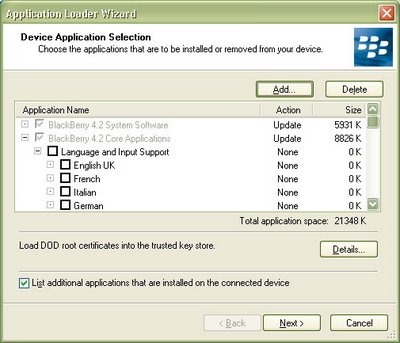 Application Loader Wizard
Device Application Selection
Choose the applications that are to be installed or removed from your device.
Add... Delete
Application Name Action Size
BlackBerry 4.2 System Software Update 5931 K
BlackBerry 4.2 Core Applications Update 8826 K
Language and Input Support None 0 K
English UK None 0 K
French None 0 K
Italian None 0 K
German None 0 K
Total application space: 21348 K
Load DOD root certificates into the trusted key store.
Details...
List additional applications that are installed on the connected device
< Back Next > Cancel